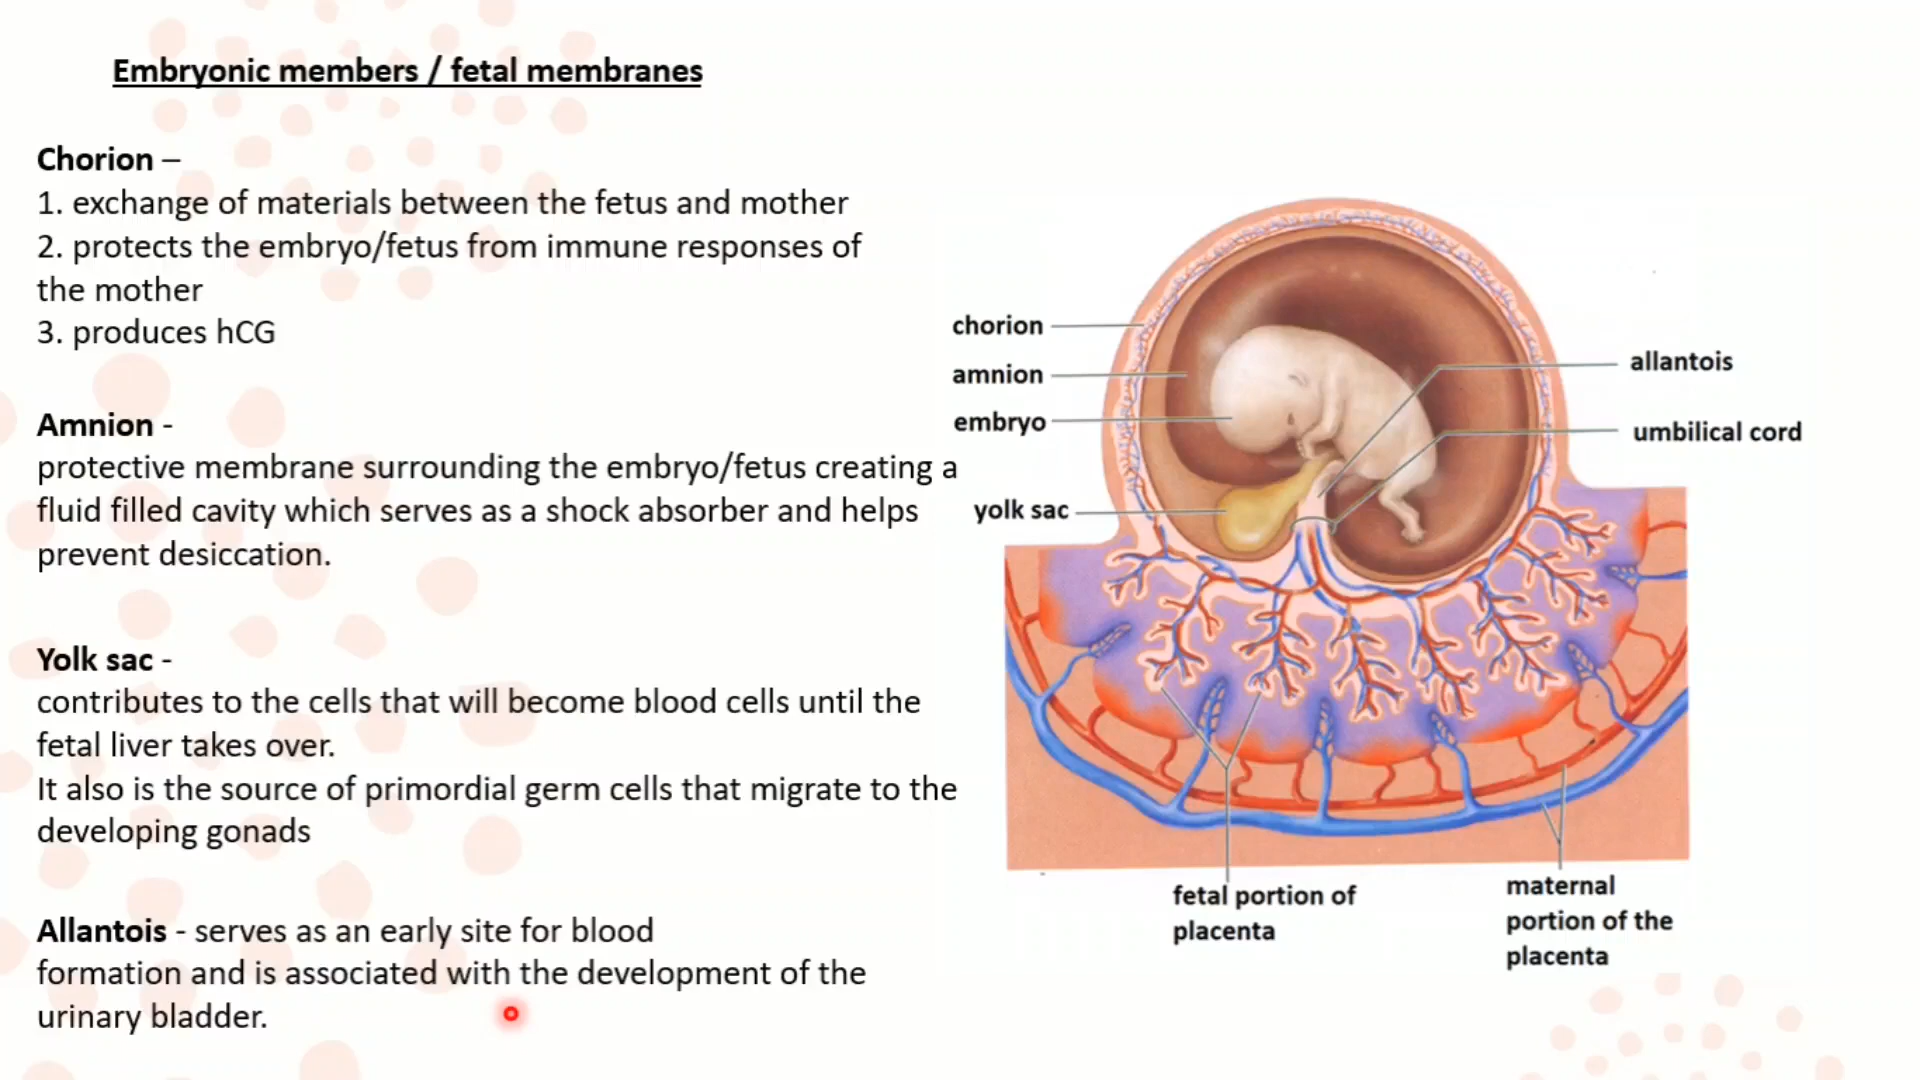 Embryonic members / fetal membranes
Chorion –
1. exchange of materials between the fetus and mother
2. protects the embryo/fetus from immune responses of
the mother
3. produces hCG
Amnion -
protective membrane surrounding the embryo/fetus creating a
fluid filled cavity which serves as a shock absorber and helps
prevent desiccation.
Yolk sac -
contributes to the cells that will become blood cells until the
fetal liver takes over.
It also is the source of primordial germ cells that migrate to the
developing gonads
Allantois - serves as an early site for blood
formation and is associated with the development of the
urinary bladder.
chorion
amnion
embryo
yolk sac
allantois
umbilical cord
fetal portion of
placenta
maternal
portion of the
placenta